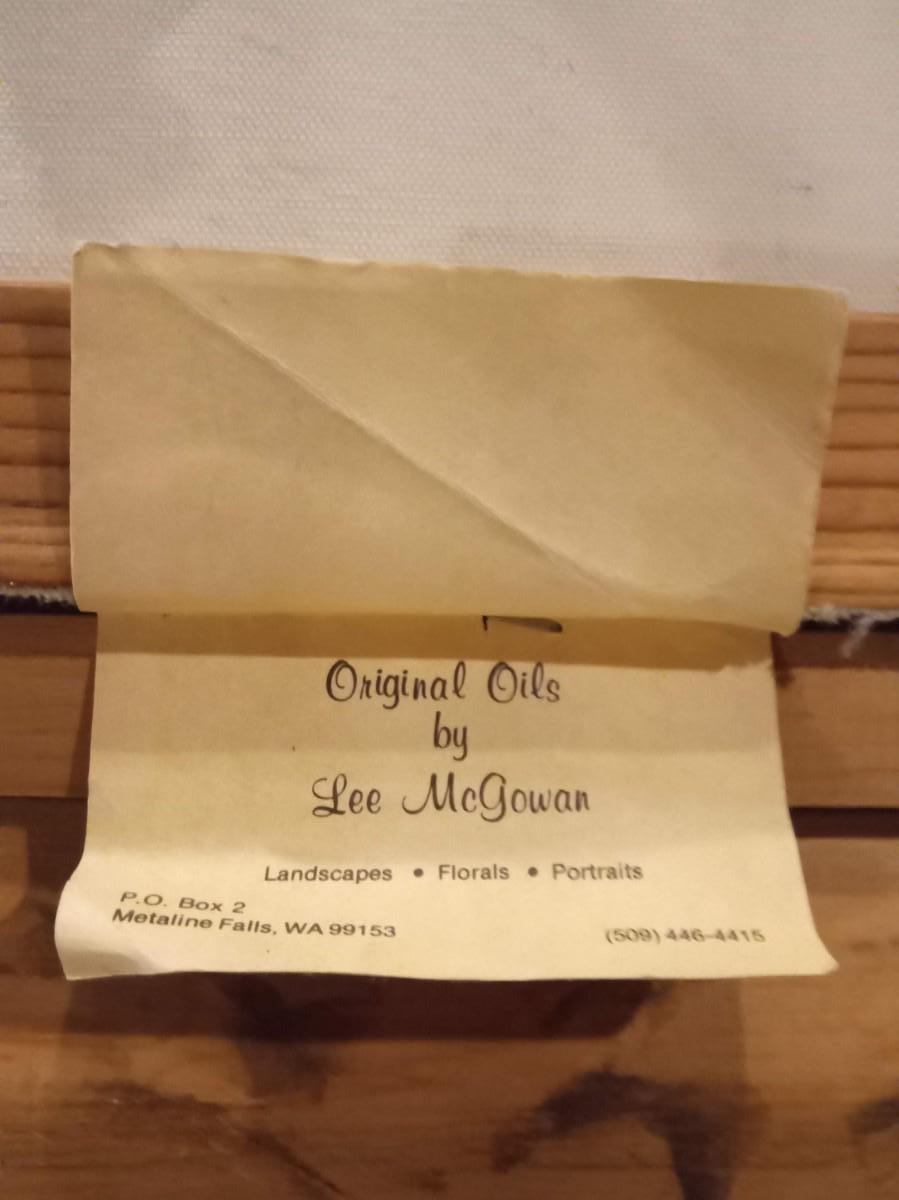 Original Oils
by
Lee McGowan
Landscapes • Florals • Portraits
P.O. Box 2
Metaline Falls, WA 99153
(509) 446-4415